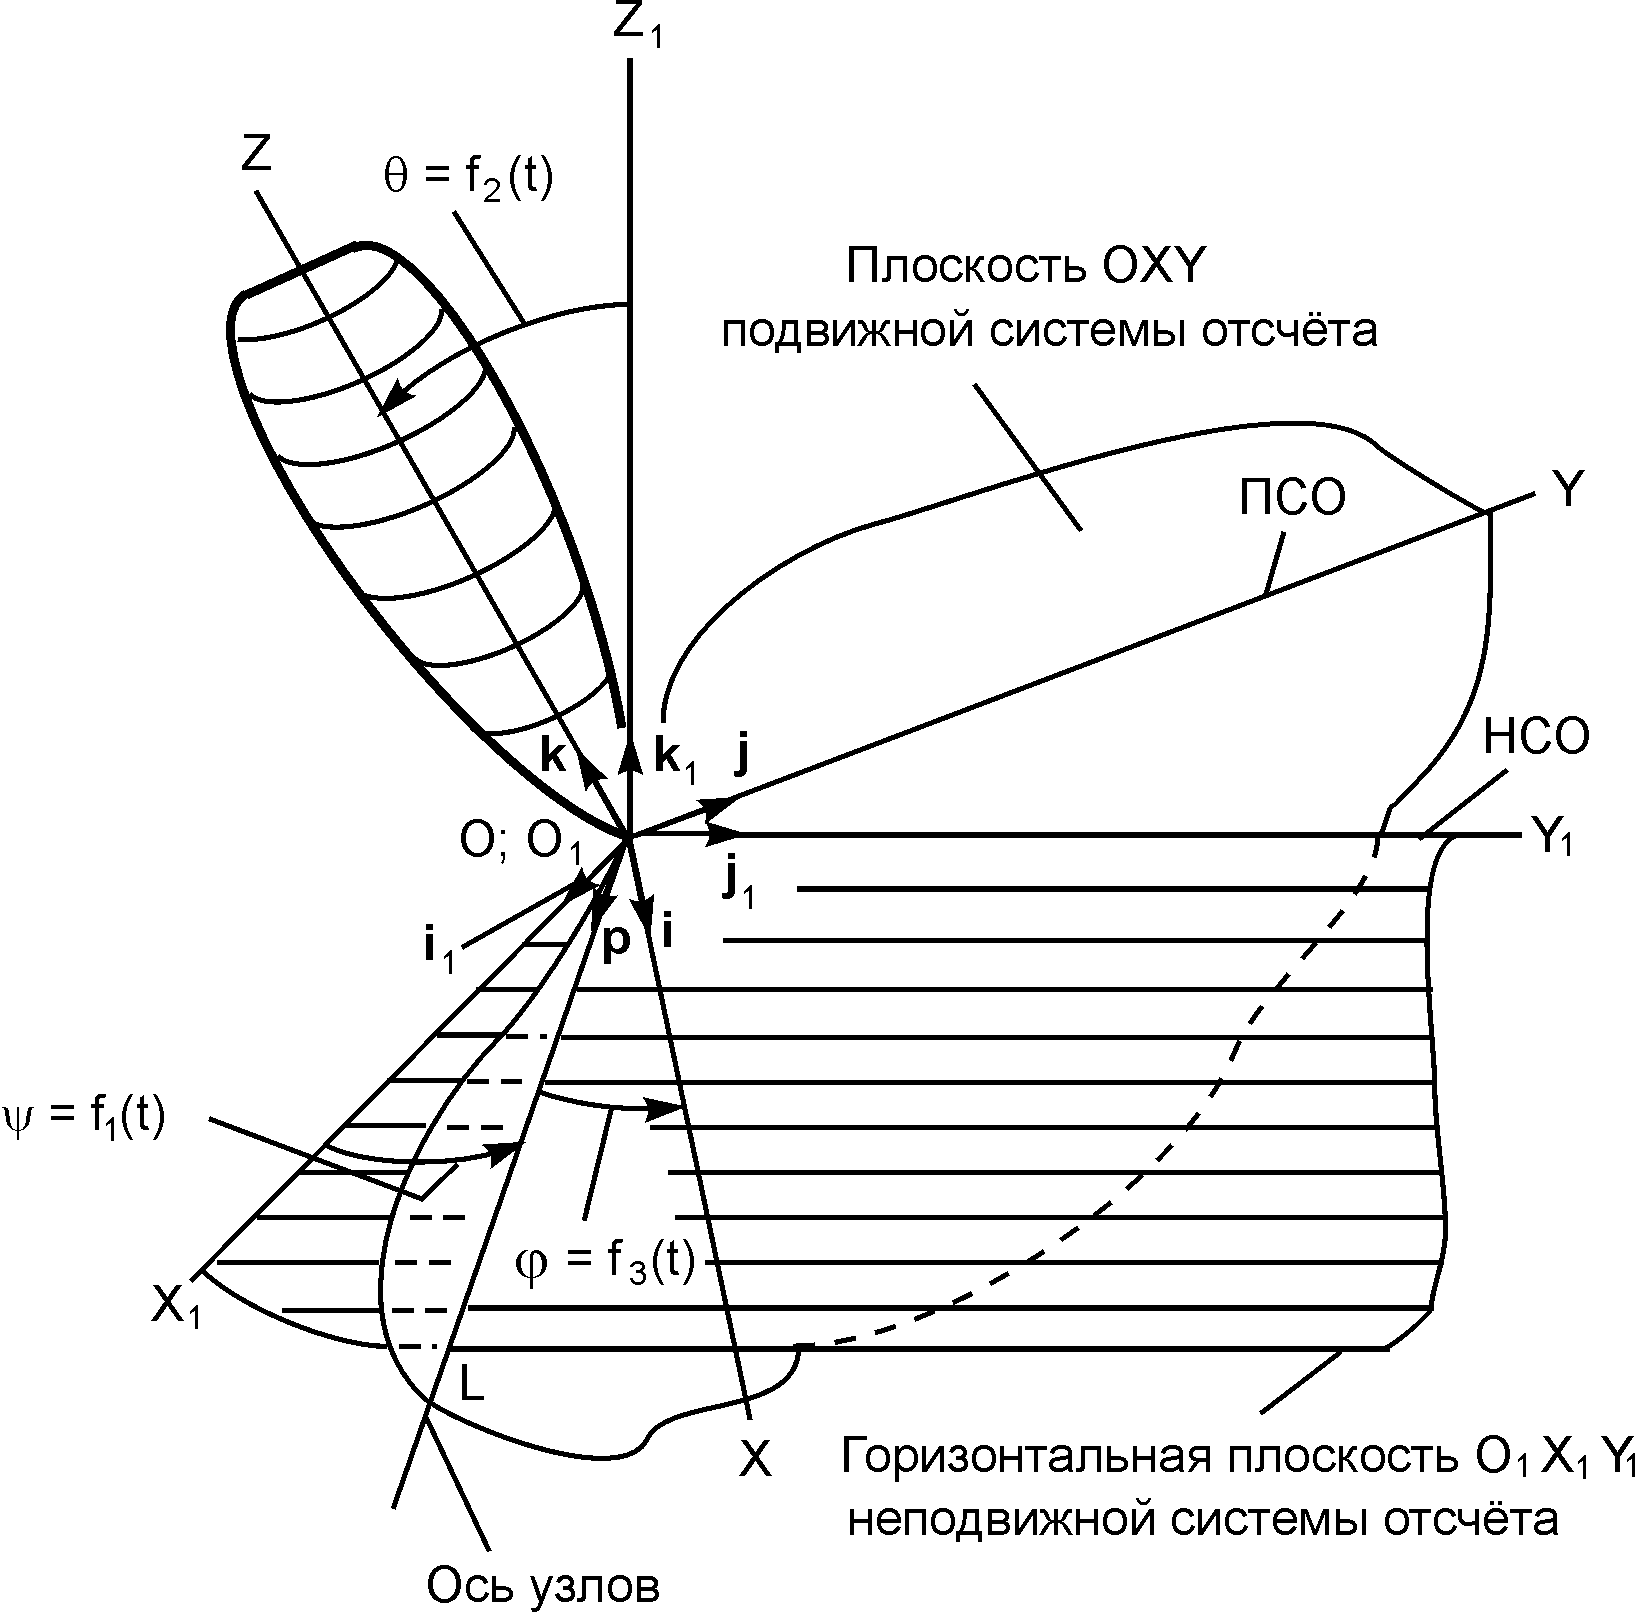 Z₁
Z
θ = f₂(t)
Плоскость OXY
подвижной системы отсчёта
ПСО
Y
НСО
k
k₁
j
O; O₁
Y₁
j₁
i₁
p
i
ψ = f₁(t)
φ = f₃(t)
X₁
L
X
Горизонтальная плоскость O₁ X₁ Y₁
неподвижной системы отсчёта
Ось узлов